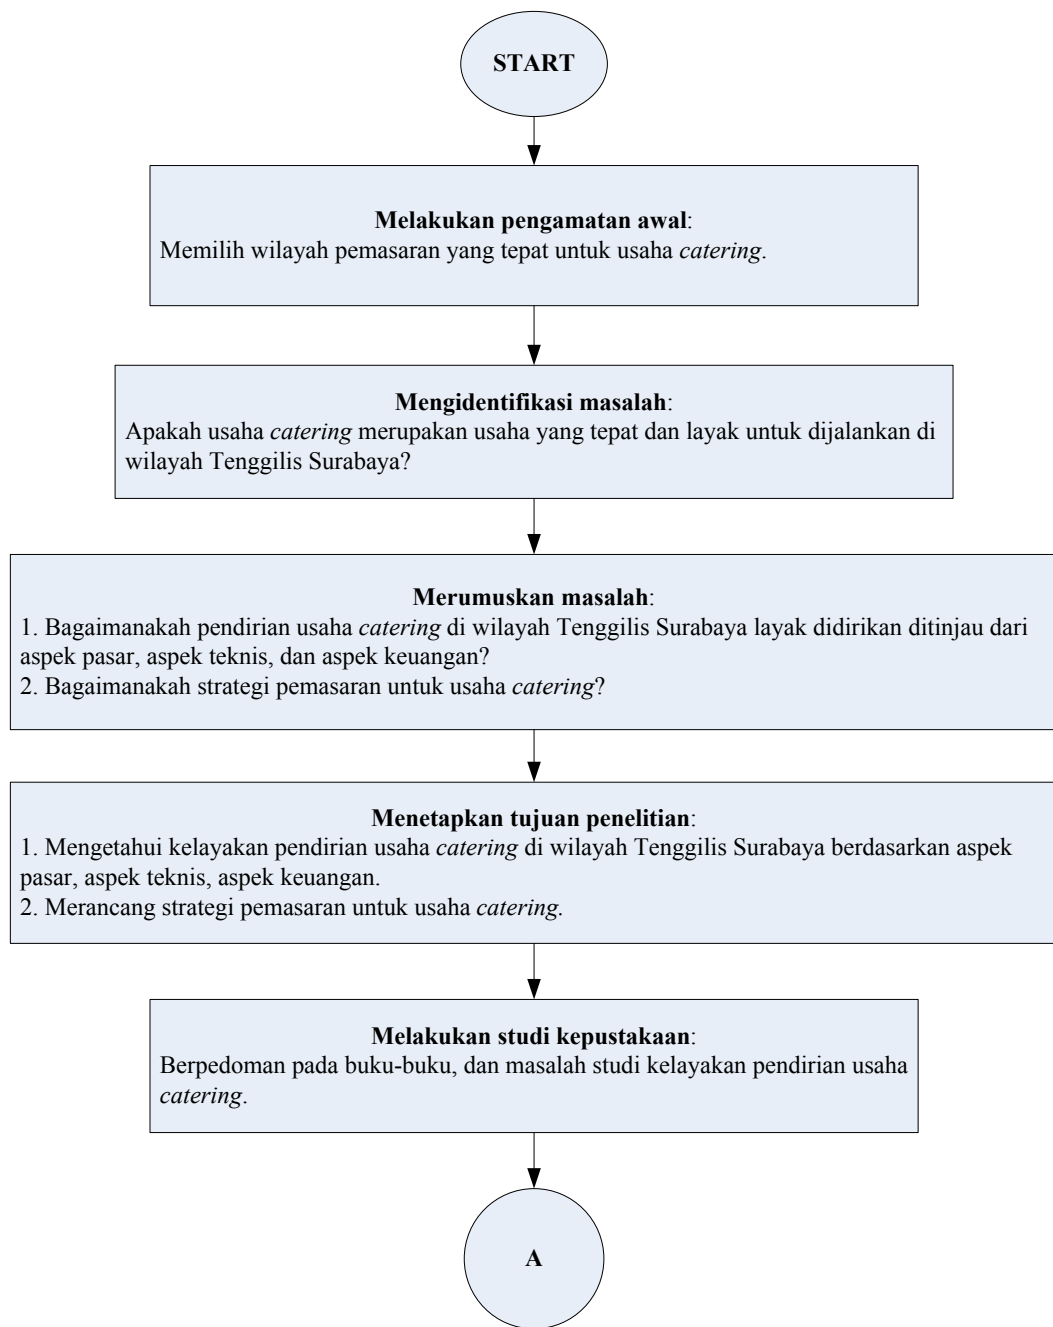 START
Melakukan pengamatan awal:
Memilih wilayah pemasaran yang tepat untuk usaha catering.
Mengidentifikasi masalah:
Apakah usaha catering merupakan usaha yang tepat dan layak untuk dijalankan di
wilayah Tenggilis Surabaya?
Merumuskan masalah:
1. Bagaimanakah pendirian usaha catering di wilayah Tenggilis Surabaya layak didirikan ditinjau dari
aspek pasar, aspek teknis, dan aspek keuangan?
2. Bagaimanakah strategi pemasaran untuk usaha catering?
Menetapkan tujuan penelitian:
1. Mengetahui kelayakan pendirian usaha catering di wilayah Tenggilis Surabaya berdasarkan aspek
pasar, aspek teknis, aspek keuangan.
2. Merancang strategi pemasaran untuk usaha catering.
Melakukan studi kepustakaan:
Berpedoman pada buku-buku, dan masalah studi kelayakan pendirian usaha
catering.
A